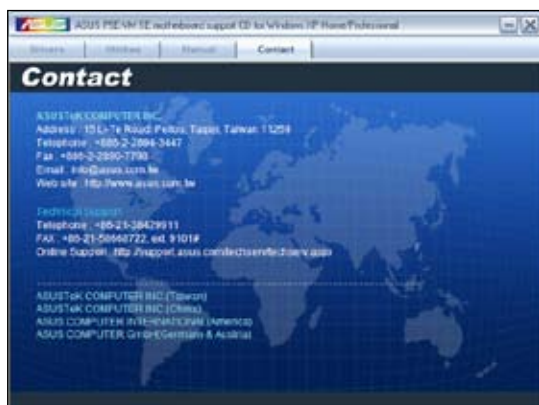 ASUS P5E-VM SE motherboard support CD for Windows XP Home/Professional
Drivers Utilities Manual Contact
Contact
ASUSTeK COMPUTER INC.
Address : 15 Li-Te Road, Peitou, Taipei, Taiwan 11259
Telephone : +886-2-2894-3447
Fax : +886-2-2890-7798
Email : info@asus.com.tw
Web site : http://www.asus.com.tw
Technical Support
Telephone : +86-21-38429911
FAX : +86-21-58668722, ext. 9101#
Online Support : http://support.asus.com/techserv/techserv.aspx
ASUSTeK COMPUTER INC.(Taiwan)
ASUSTeK COMPUTER INC.(China)
ASUS COMPUTER INTERNATIONAL(America)
ASUS COMPUTER GmbH(Germany & Austria)